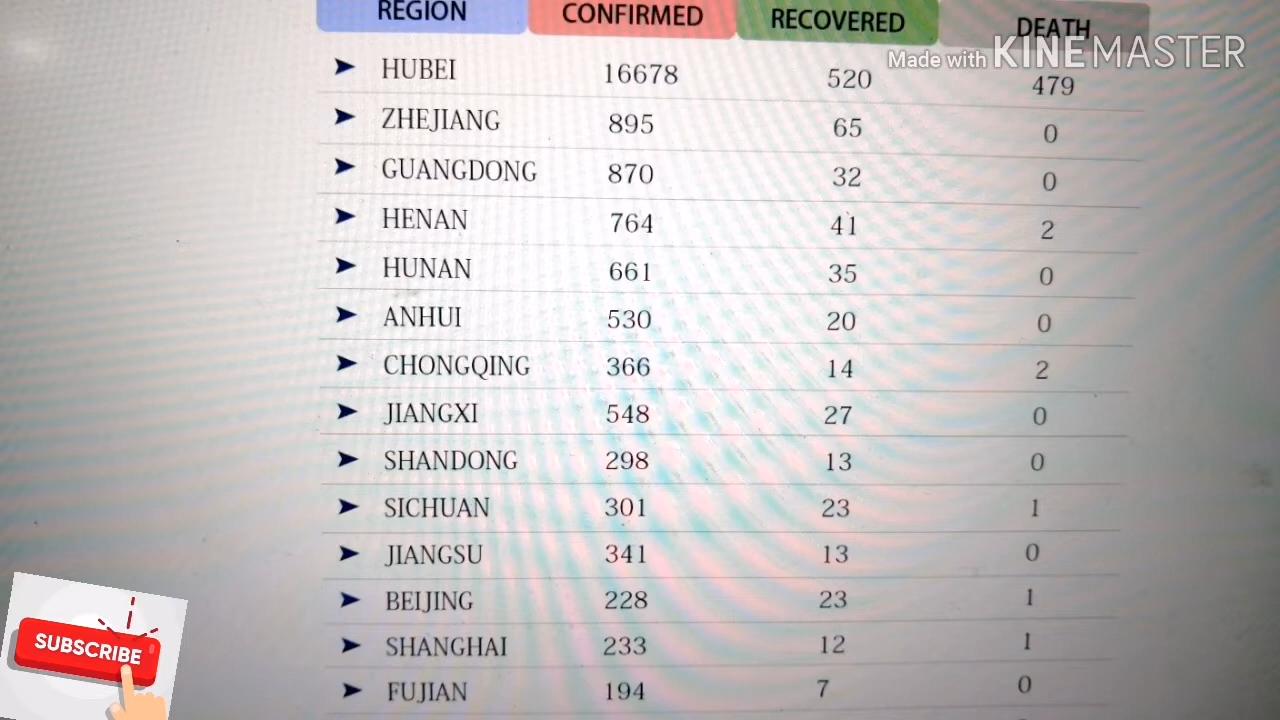 REGION CONFIRMED RECOVERED DEATH
Made with KINEMASTER
HUBEI 16678 520 479
ZHEJIANG 895 65 0
GUANGDONG 870 32 0
HENAN 764 41 2
HUNAN 661 35 0
ANHUI 530 20 0
CHONGQING 366 14 2
JIANGXI 548 27 0
SHANDONG 298 13 0
SICHUAN 301 23 1
JIANGSU 341 13 0
BEIJING 228 23 1
SHANGHAI 233 12 1
FUJIAN 194 7 0
SUBSCRIBE